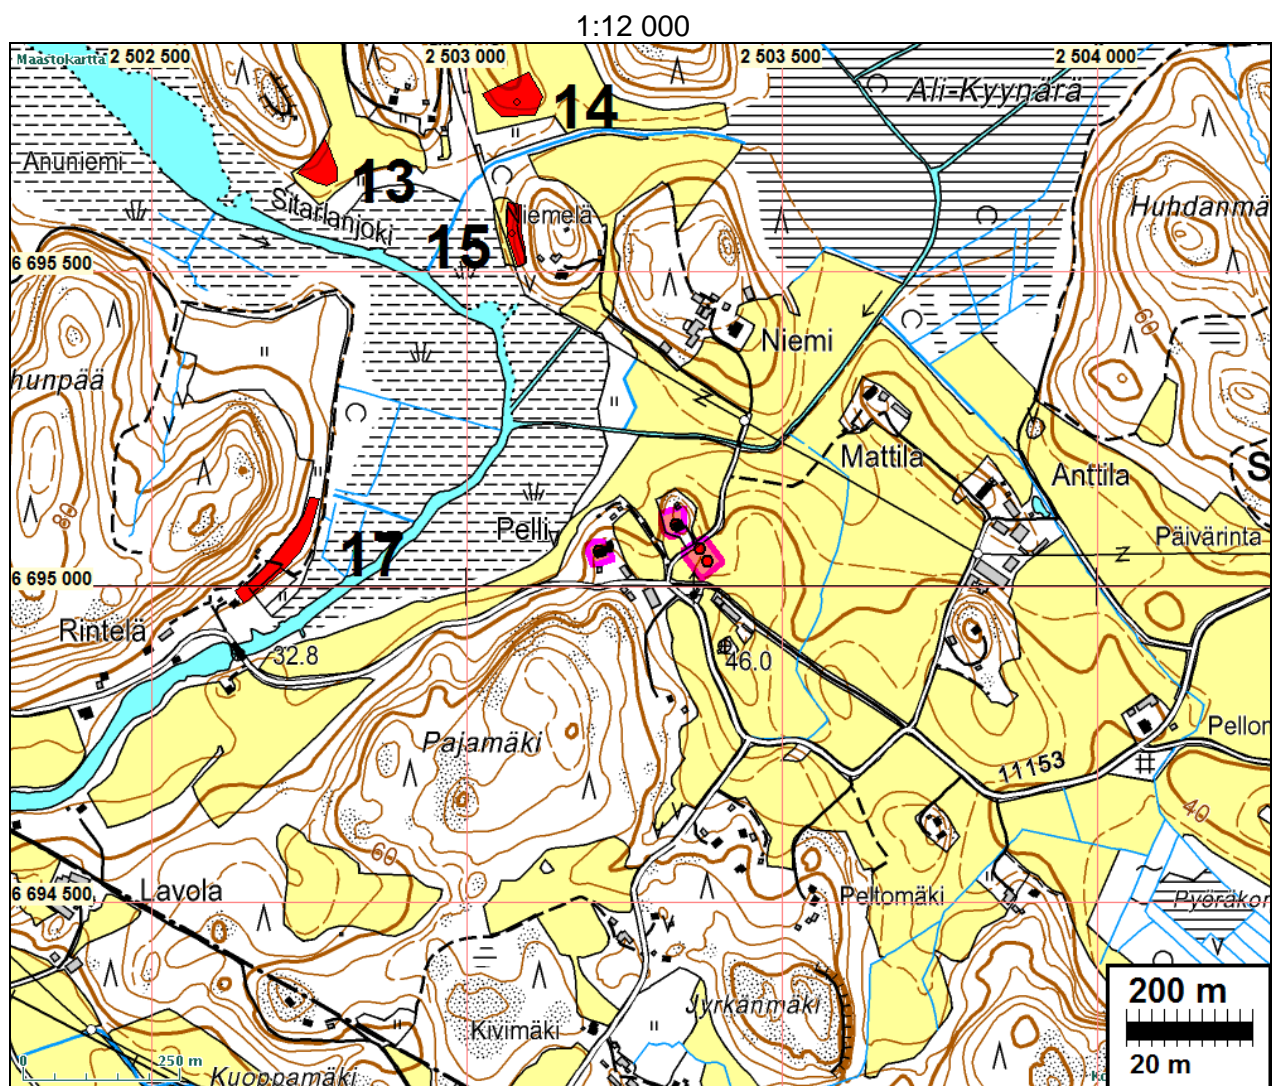 1:12 000
Maastokartta
2 502 500
2 503 000
2 503 500
2 504 000
14
Ali-Kyynärä
Anuniemi
13
Sitarlanjoki
Niemelä
Huhdanmä
15
6 695 500
Niemi
60
hunpää
Mattila
Anttila
S
80
Pelli
17
Päivärinta
6 695 000
Rintelä
32.8
46.0
Pajamäki
Pellor
11153
40
60
6 694 500
Lavola
Peltomäki
Pyöräkor
Jyrkänmäki
200 m
Kivimäki
20 m
0
250 m
Kuoppamäki